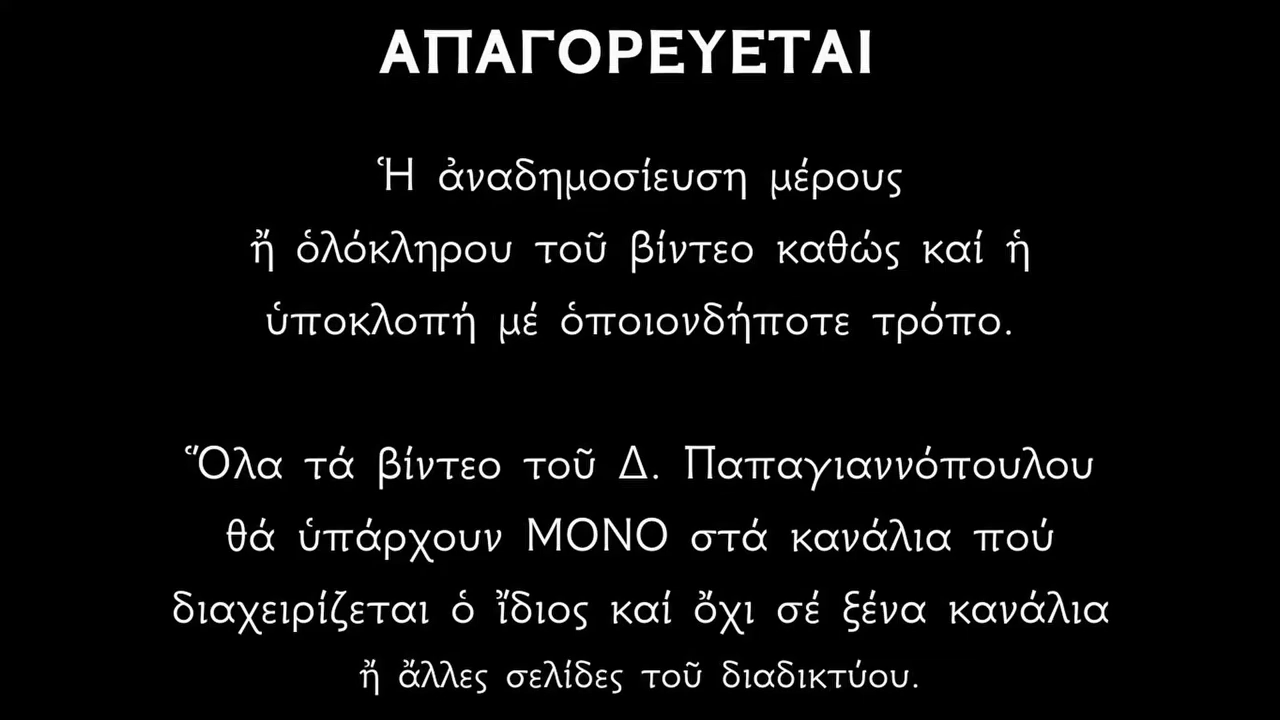 ΑΠΑΓΟΡΕΥΕΤΑΙ
Ἡ ἀναδημοσίευση μέρους
ἤ ὁλόκληρου τοῦ βίντεο καθώς καί ἡ
ὑποκλοπή μέ ὁποιονδήποτε τρόπο.
Ὅλα τά βίντεο τοῦ Δ. Παπαγιαννόπουλου
θά ὑπάρχουν ΜΟΝΟ στά κανάλια πού
διαχειρίζεται ὁ ἴδιος καί ὄχι σέ ξένα κανάλια
ἤ ἄλλες σελίδες τοῦ διαδικτύου.